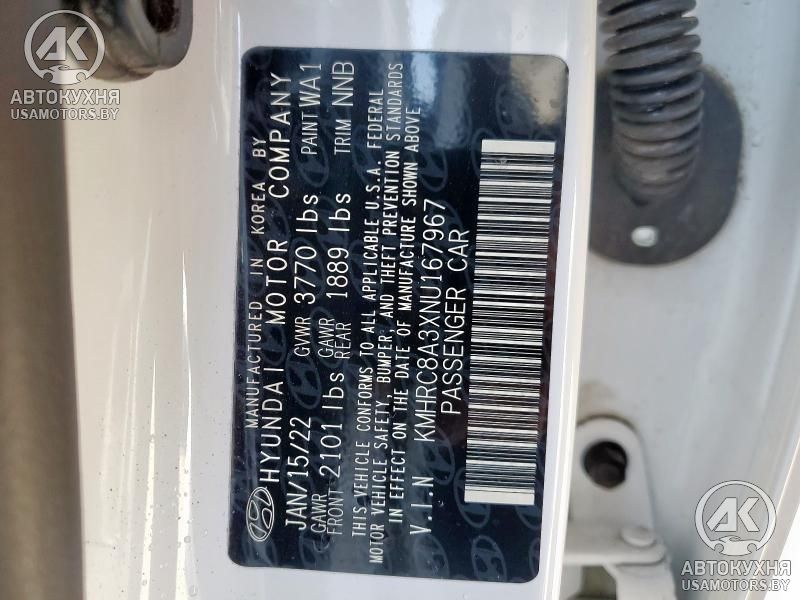 MANUFACTURED IN KOREA BY
HYUNDAI MOTOR COMPANY
JAN/15/22 GVWR 3770 lbs PAINT WA1
GAWR FRONT 2101 lbs GAWR REAR 1889 lbs TRIM NNB
THIS VEHICLE CONFORMS TO ALL APPLICABLE U.S.A. FEDERAL
MOTOR VEHICLE SAFETY, BUMPER, AND THEFT PREVENTION STANDARDS
IN EFFECT ON THE DATE OF MANUFACTURE SHOWN ABOVE
V.I.N KMHRC8A3XNU167967
PASSENGER CAR
АК
АВТОКУХНЯ
USAMOTORS.BY
АК
АВТОКУХНЯ
USAMOTORS.BY